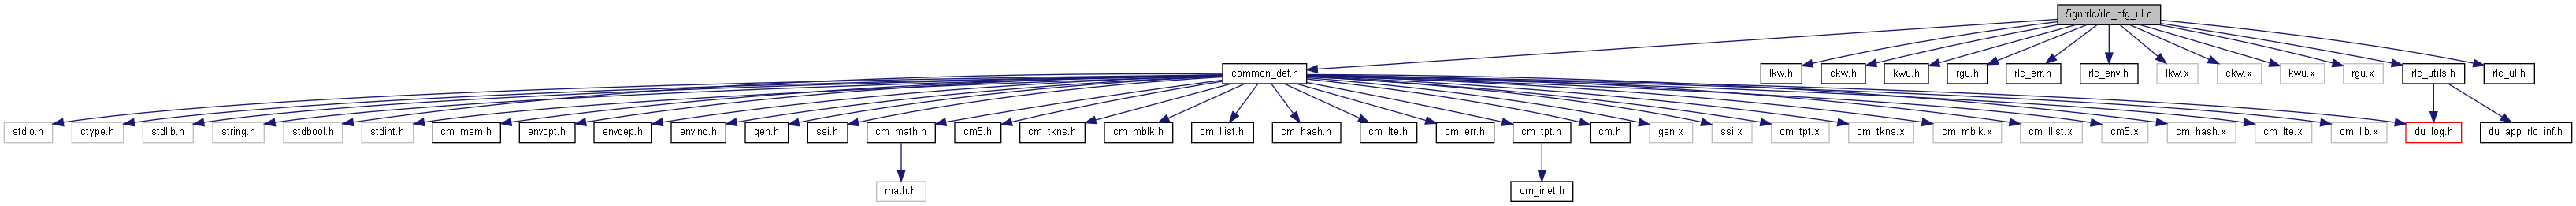 5gnrrlc/rlc_cfg_ul.c
common_def.h
lkw.h
ckw.h
kwu.h
rgu.h
rlc_err.h
rlc_env.h
lkw.x
ckw.x
kwu.x
rgu.x
rlc_utils.h
rlc_ul.h
stdio.h
ctype.h
stdlib.h
string.h
stdbool.h
stdint.h
cm_mem.h
envopt.h
envdep.h
envind.h
gen.h
ssi.h
cm_math.h
cm5.h
cm_tkns.h
cm_mblk.h
cm_llist.h
cm_hash.h
cm_lte.h
cm_err.h
cm_tpt.h
cm.h
gen.x
ssi.x
cm_tpt.x
cm_tkns.x
cm_mblk.x
cm_llist.x
cm5.x
cm_hash.x
cm_lte.x
cm_lib.x
du_log.h
du_app_rlc_inf.h
math.h
cm_inet.h